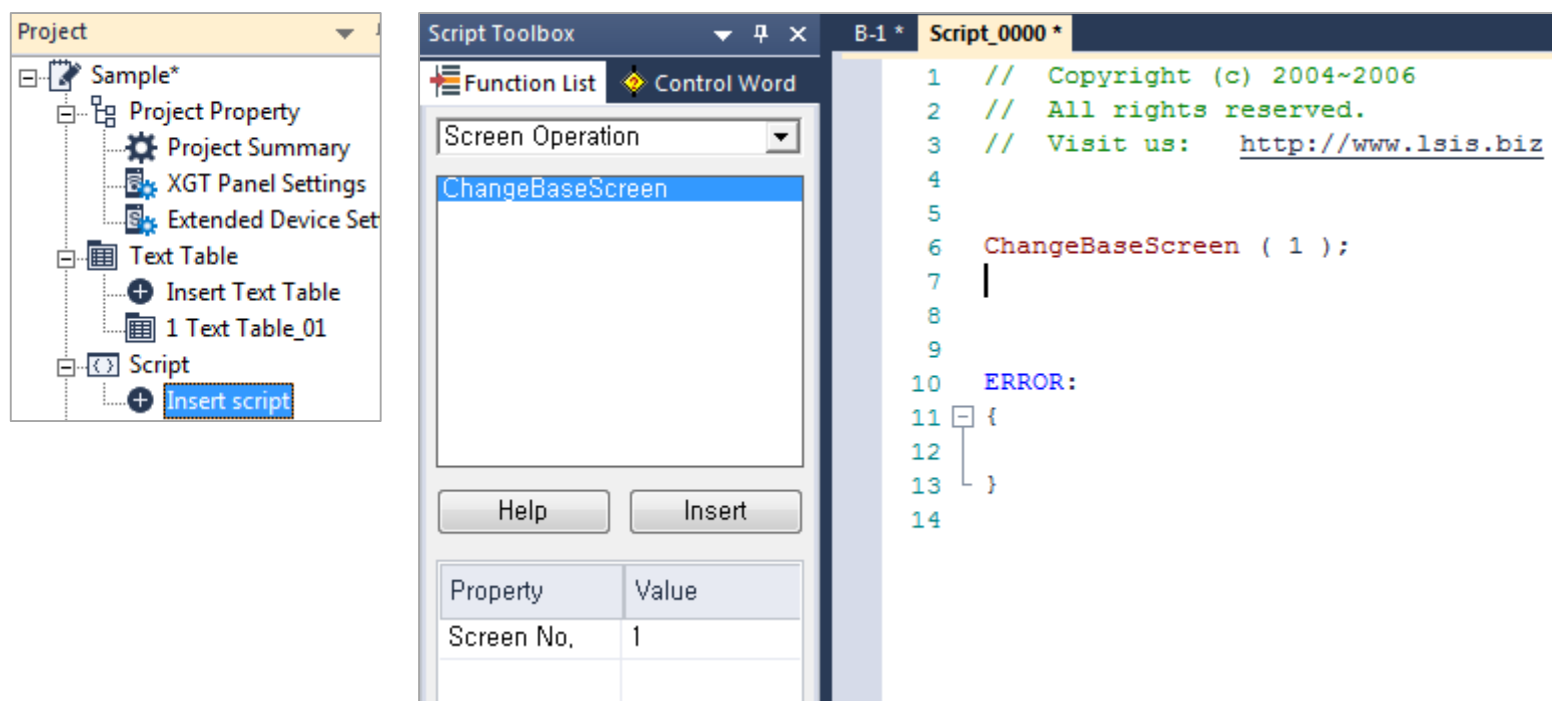 Project
Sample*
Project Property
Project Summary
XGT Panel Settings
Extended Device Set
Text Table
Insert Text Table
1 Text Table_01
Script
Insert script
Script Toolbox
Function List
Control Word
Screen Operation
ChangeBaseScreen
Help
Insert
Property Value
Screen No, 1
B-1 *
Script_0000 *
1 // Copyright (c) 2004~2006
2 // All rights reserved.
3 // Visit us: http://www.lsis.biz
4
5
6 ChangeBaseScreen ( 1 );
7
8
9
10 ERROR:
11 {
12
13 }
14